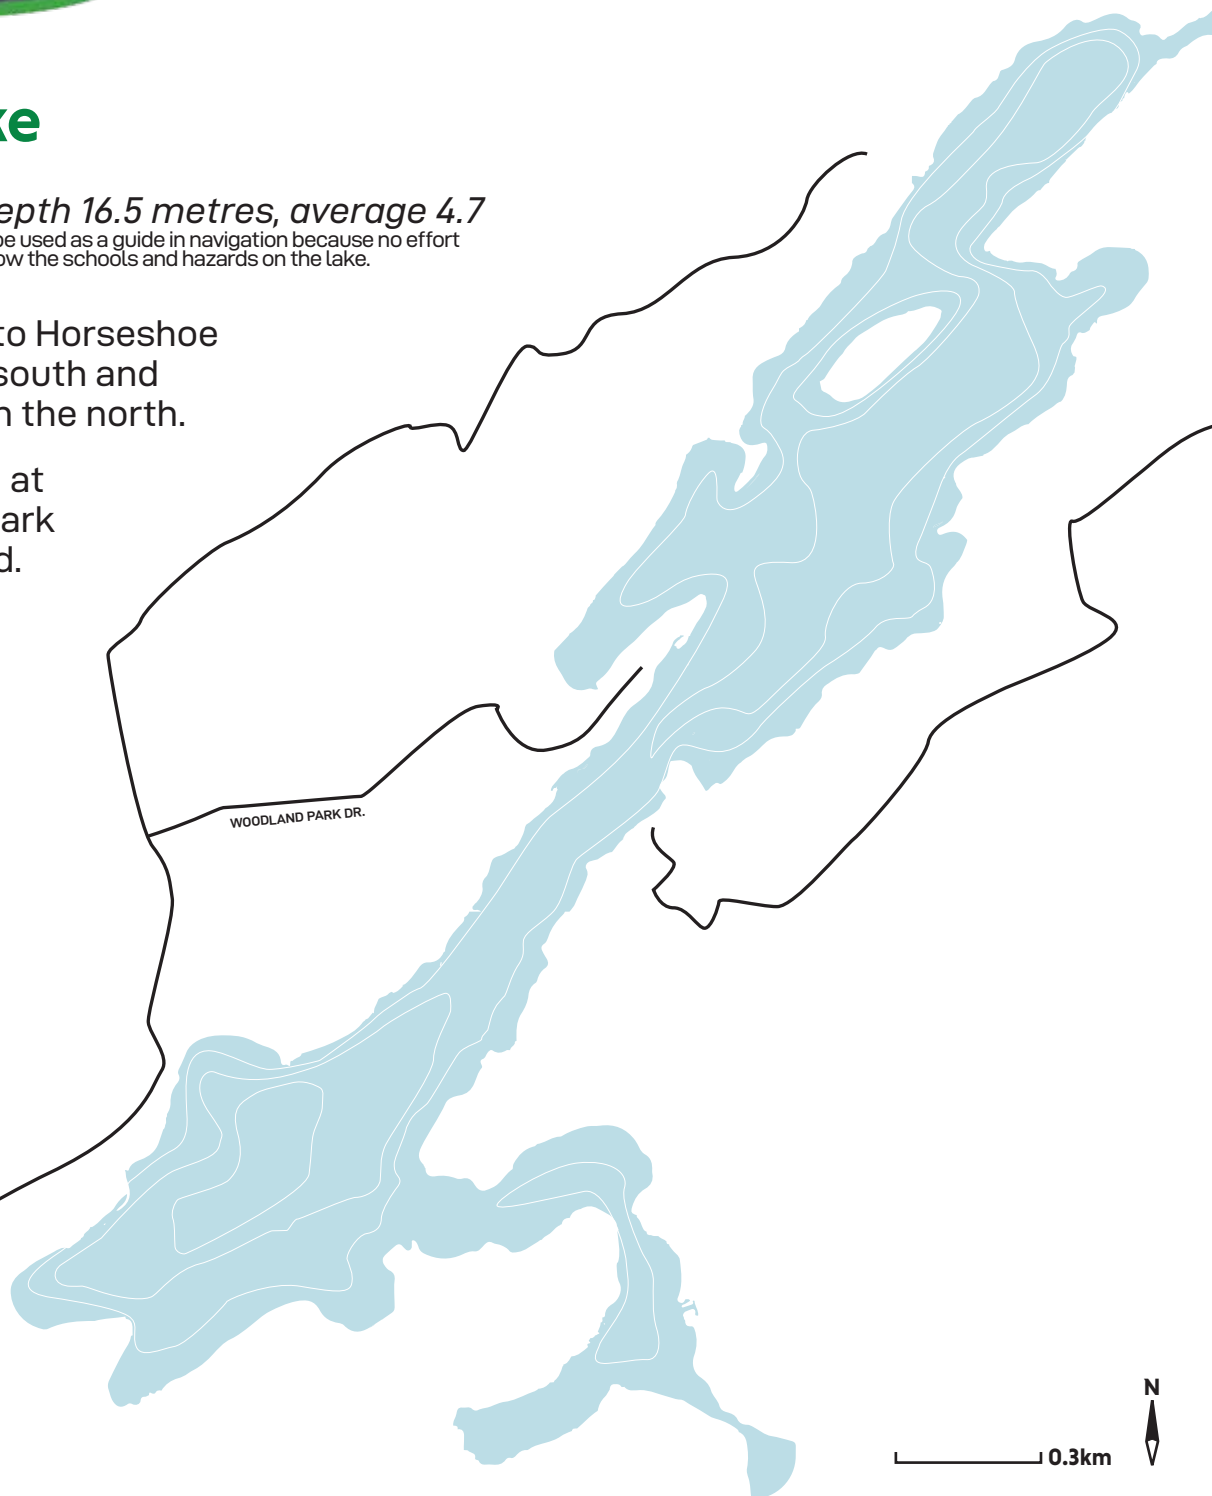 ke
epth 16.5 metres, average 4.7
be used as a guide in navigation because no effort
ow the schools and hazards on the lake.
to Horseshoe
south and
n the north.
at
ark
d.
WOODLAND PARK DR.
N
0.3km